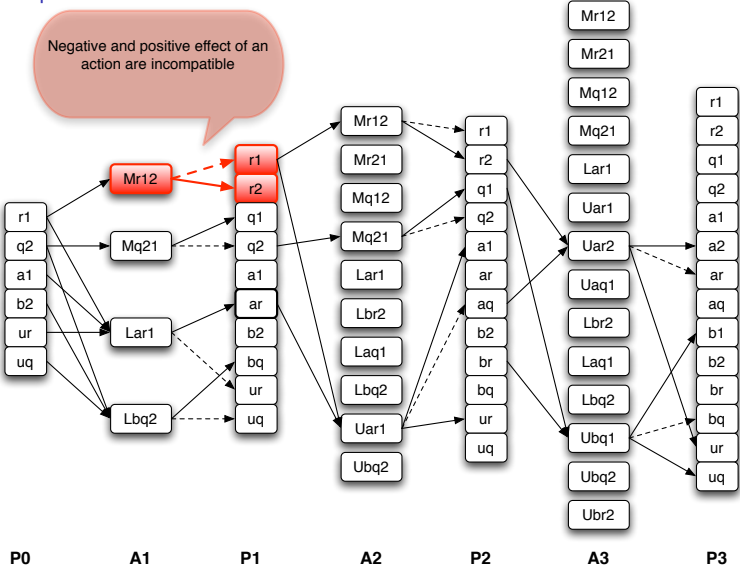 Negative and positive effect of an
action are incompatible
r1
q2
a1
b2
ur
uq
Mr12
Mq21
Lar1
Lbq2
r1
r2
q1
q2
a1
ar
b2
bq
ur
uq
Mr12
Mr21
Mq12
Mq21
Lar1
Lbr2
Laq1
Lbq2
Uar1
Ubq2
r1
r2
q1
q2
a1
ar
aq
b2
br
bq
ur
uq
Mr12
Mr21
Mq12
Mq21
Lar1
Uar1
Uar2
Uaq1
Lbr2
Laq1
Lbq2
Ubq1
Ubq2
Ubr2
r1
r2
q1
q2
a1
a2
ar
aq
b1
b2
br
bq
ur
uq
P0 A1 P1 A2 P2 A3 P3